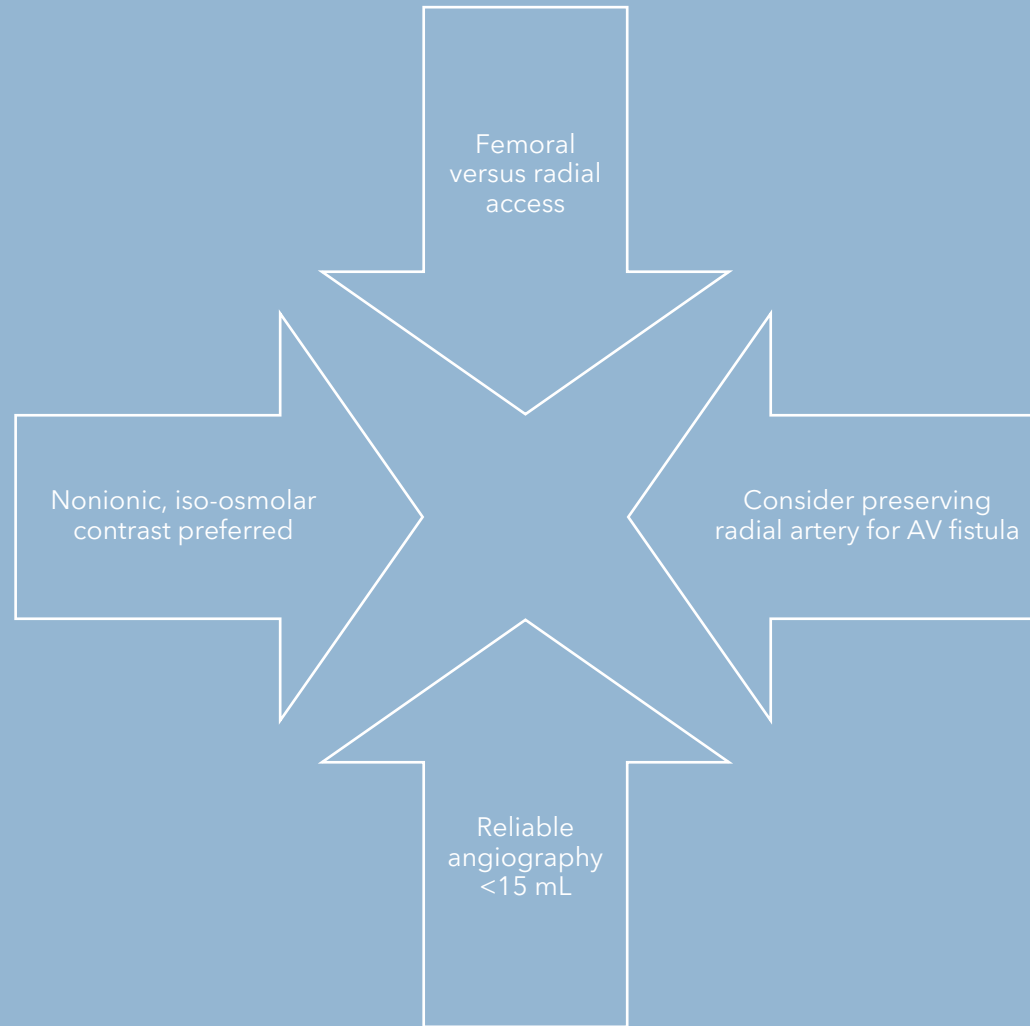 Femoral
versus radial
access
Nonionic, iso-osmolar
contrast preferred
Consider preserving
radial artery for AV fistula
Reliable
angiography
<15 mL